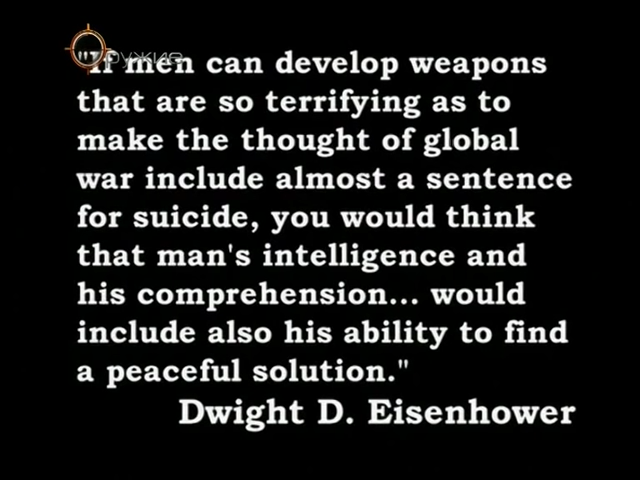 ружие
"If men can develop weapons
that are so terrifying as to
make the thought of global
war include almost a sentence
for suicide, you would think
that man's intelligence and
his comprehension... would
include also his ability to find
a peaceful solution."
Dwight D. Eisenhower